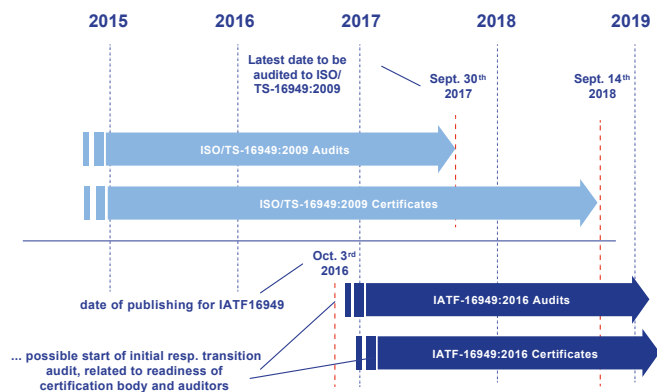 2015 2016 2017 2018 2019
Latest date to be
audited to ISO/
TS-16949:2009
Sept. 30th
2017
Sept. 14th
2018
ISO/TS-16949:2009 Audits
ISO/TS-16949:2009 Certificates
Oct. 3rd
2016
date of publishing for IATF16949
IATF-16949:2016 Audits
... possible start of initial resp. transition
audit, related to readiness of
certification body and auditors
IATF-16949:2016 Certificates